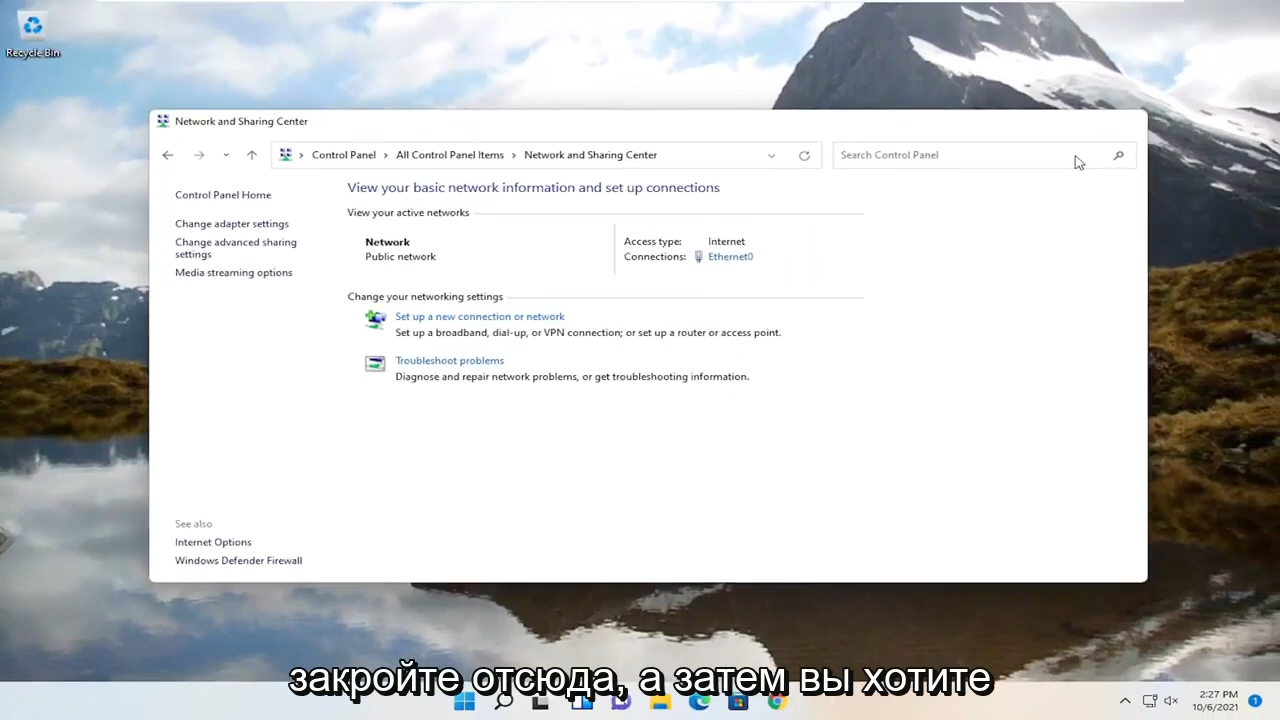 Recycle Bin
Network and Sharing Center
Control Panel > All Control Panel Items > Network and Sharing Center
Search Control Panel
Control Panel Home
Change adapter settings
Change advanced sharing
settings
Media streaming options
View your basic network information and set up connections
View your active networks
Network
Public network
Access type: Internet
Connections: Ethernet0
Change your networking settings
Set up a new connection or network
Set up a broadband, dial-up, or VPN connection; or set up a router or access point.
Troubleshoot problems
Diagnose and repair network problems, or get troubleshooting information.
See also
Internet Options
Windows Defender Firewall
закройте отсюда, а затем вы хотите
2:27 PM
10/6/2021
1